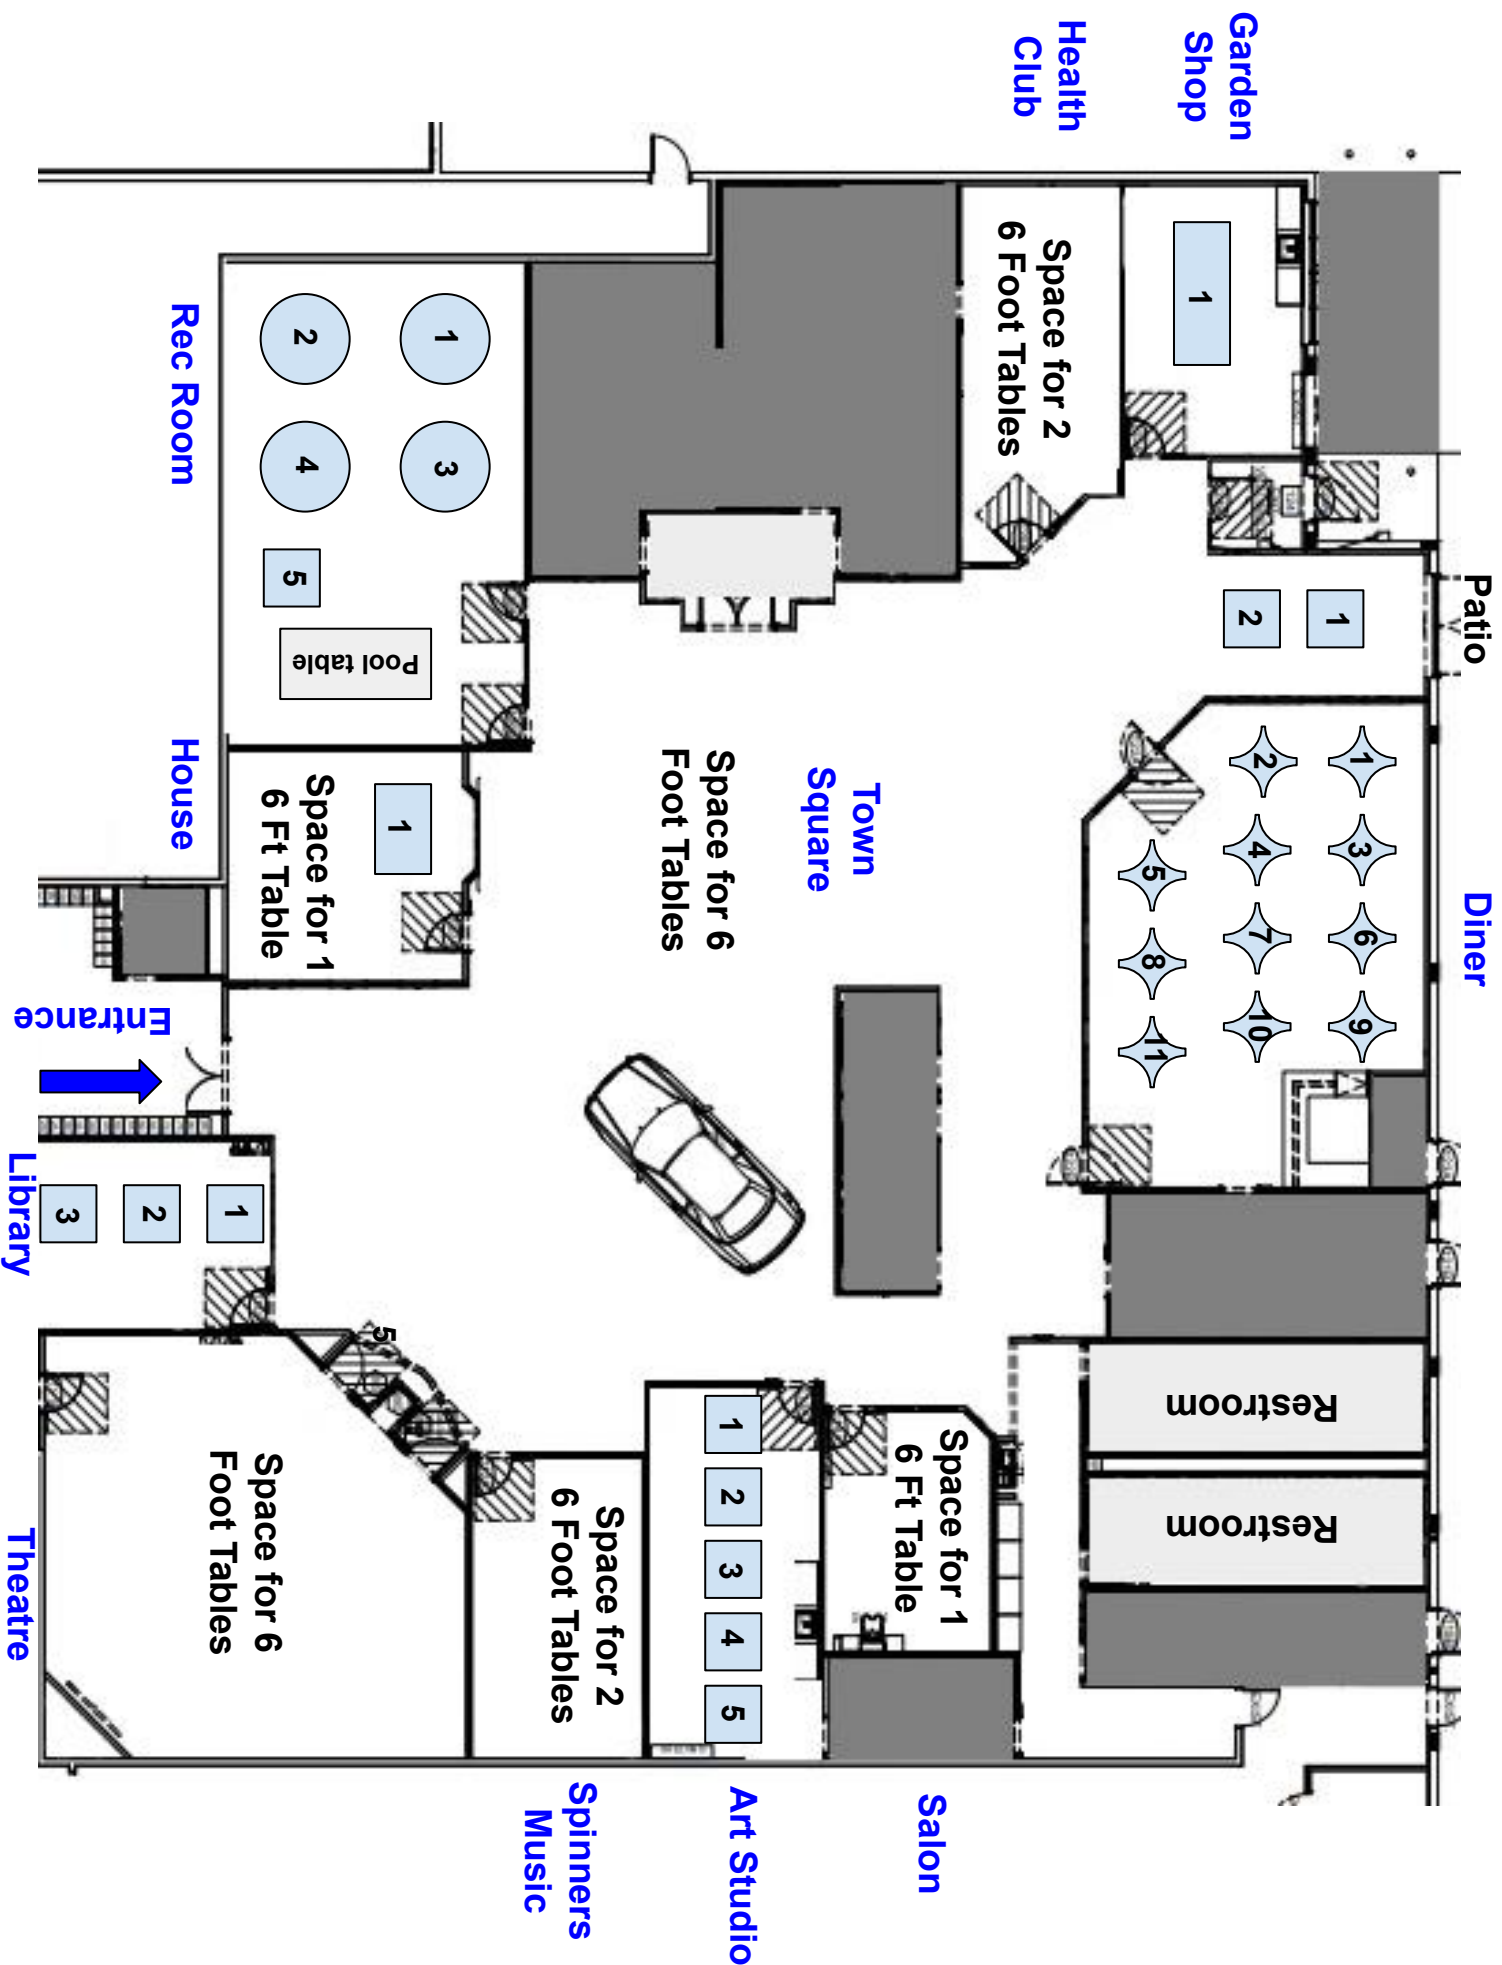 Garden
Shop
Health
Club
1
Space for 2
6 Foot Tables
Patio
1
2
Rec Room
1
2
3
4
5
Pool table
House
1
Space for 1
6 Ft Table
Town
Square
Space for 6
Foot Tables
Diner
1
2
3
4
5
6
7
8
9
10
11
Entrance
Library
1
2
3
5
Restroom
Restroom
Theatre
Space for 6
Foot Tables
Spinners
Music
Space for 2
6 Foot Tables
Art Studio
1
2
3
4
5
Salon
Space for 1
6 Ft Table